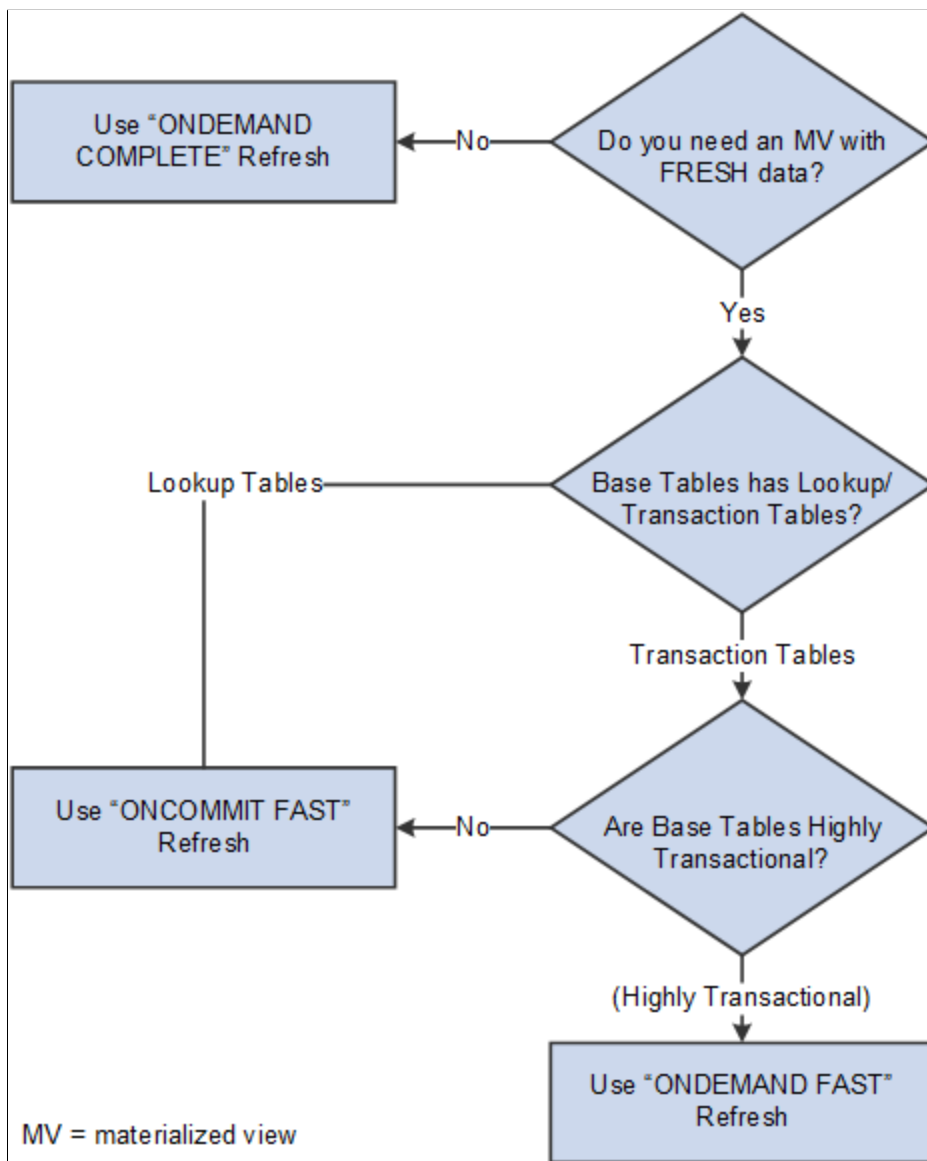 Use “ONDEMAND
COMPLETE” Refresh
No
Do you need an MV with
FRESH data?
Yes
Lookup Tables
Base Tables has Lookup/
Transaction Tables?
Transaction Tables
Use “ONCOMMIT FAST”
Refresh
No
Are Base Tables Highly
Transactional?
(Highly Transactional)
Use “ONDEMAND FAST”
Refresh
MV = materialized view